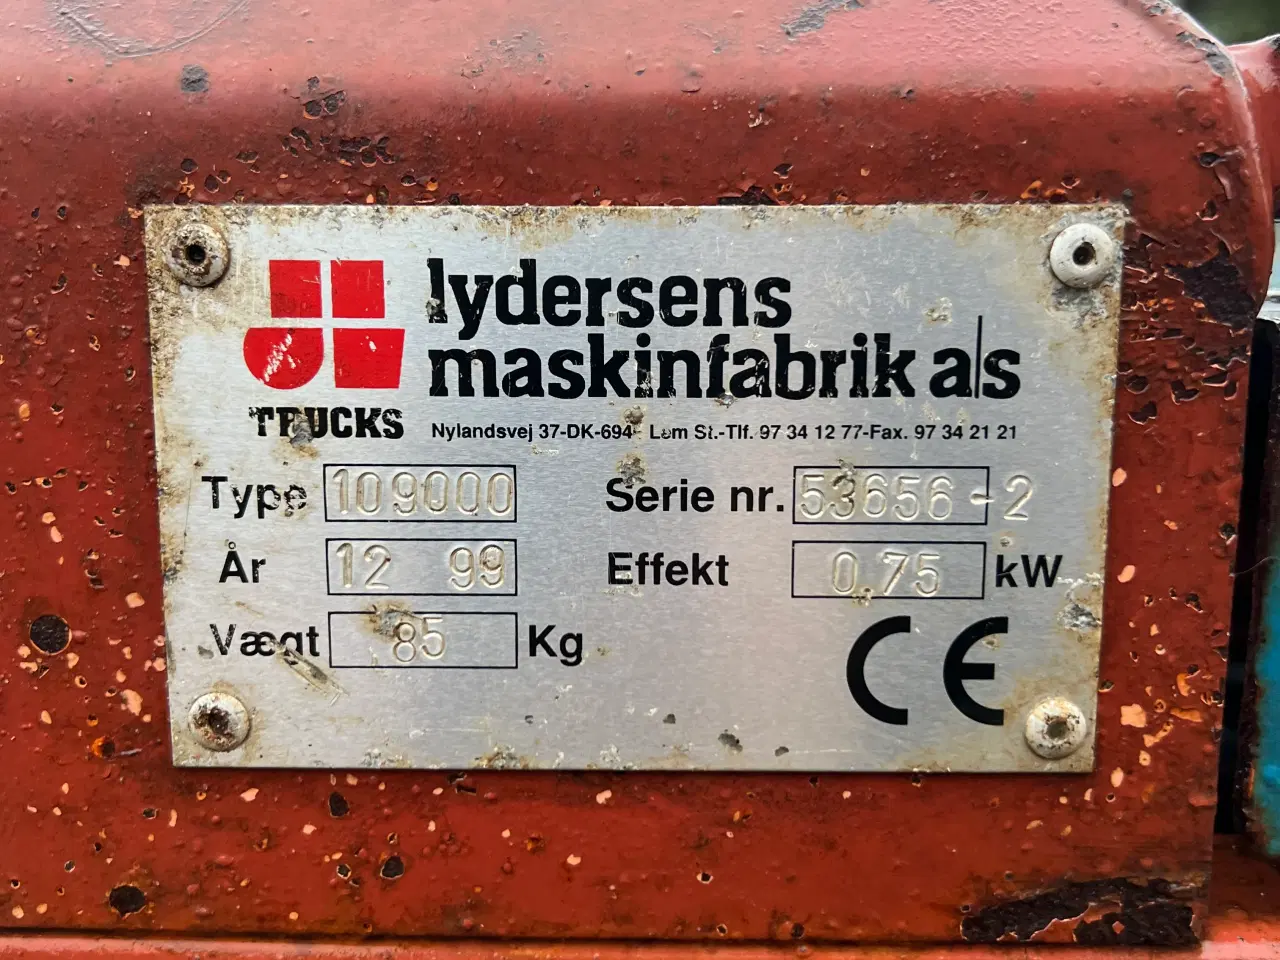 lydersens
maskinfabrik a/s
TRUCKS
Nylandsvej 37-DK-694 Lem St.-Tlf. 97 34 12 77-Fax. 97 34 21 21
Type 109000 Serie nr. 53656-2
År 12 99 Effekt 0.75 kW
Vægt 85 Kg
CE